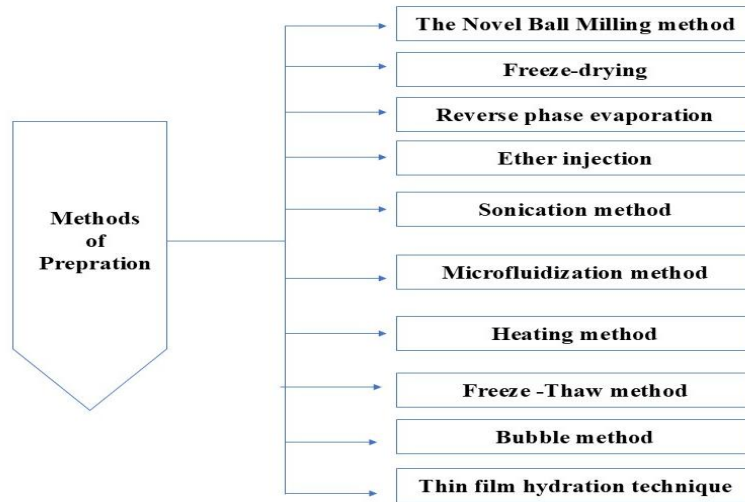 Methods
of
Prepration
The Novel Ball Milling method
Freeze-drying
Reverse phase evaporation
Ether injection
Sonication method
Microfluidization method
Heating method
Freeze -Thaw method
Bubble method
Thin film hydration technique